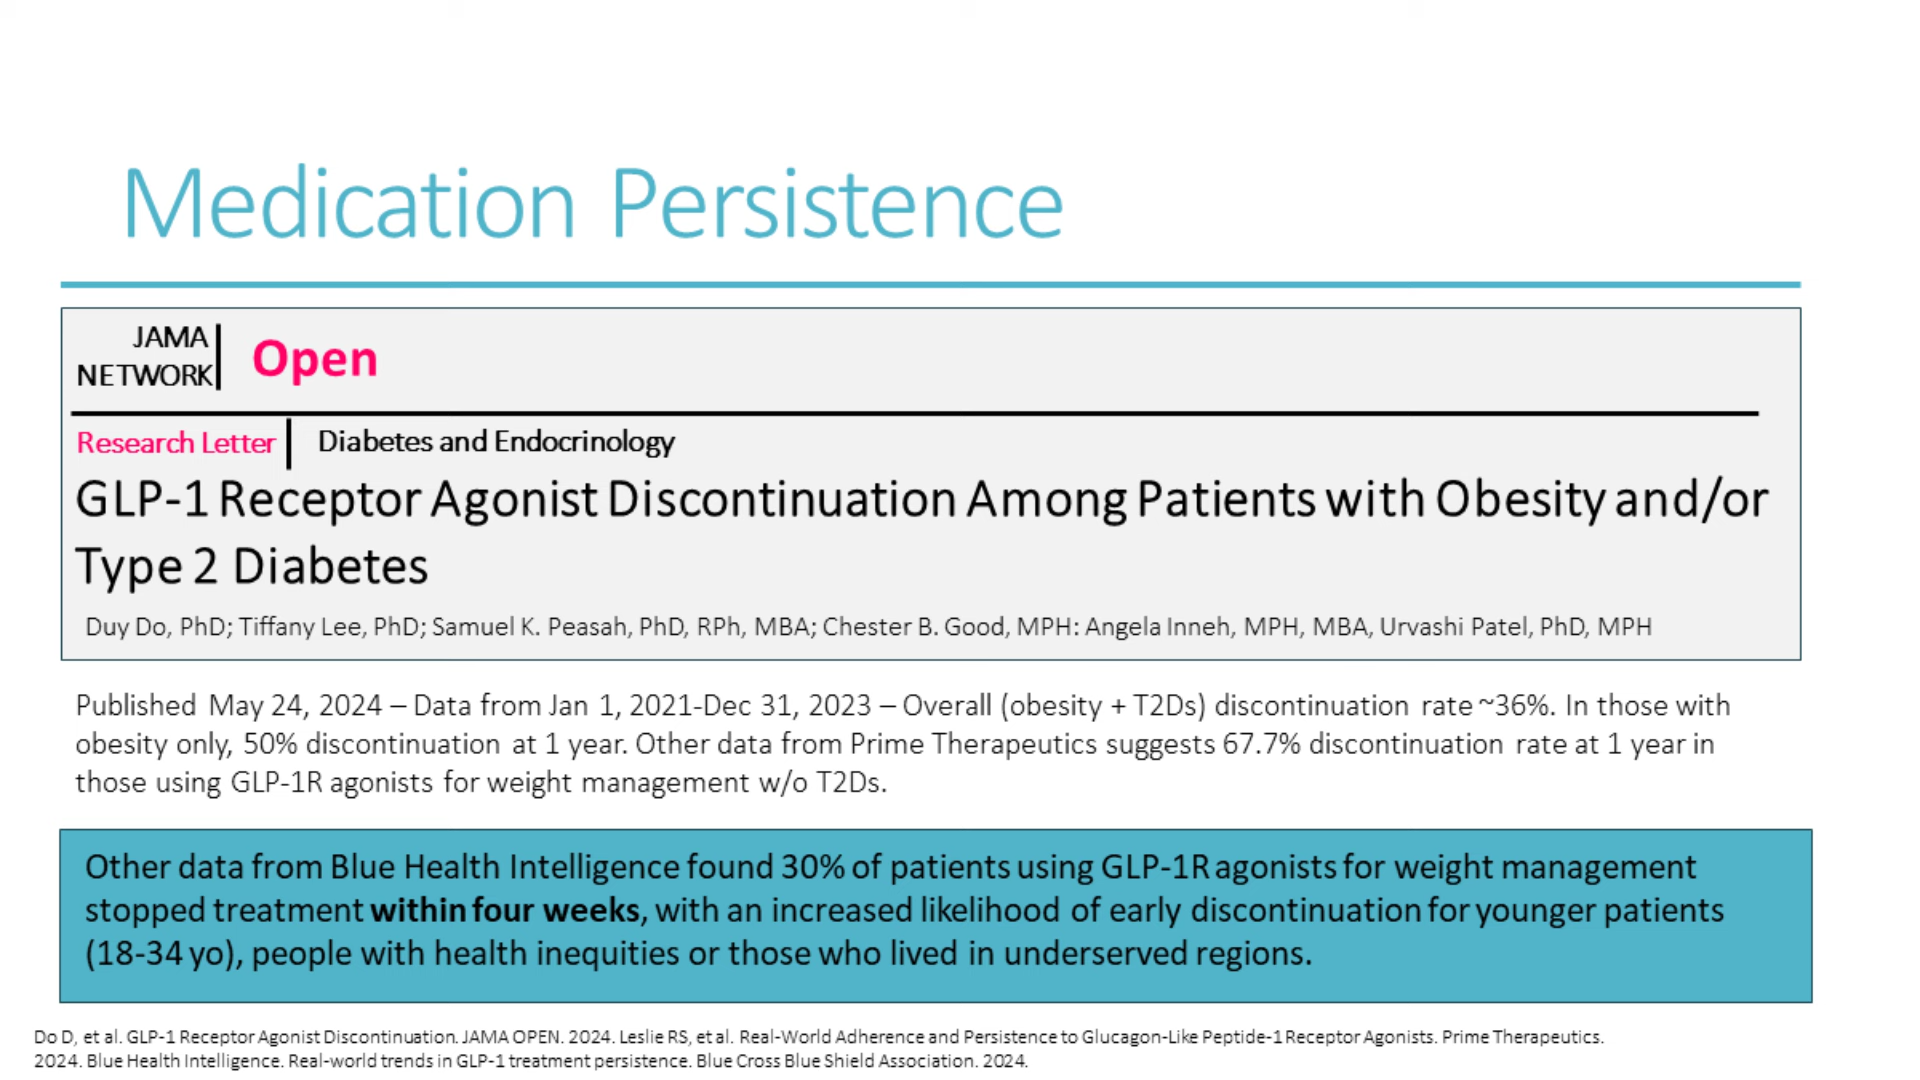 Medication Persistence
JAMA
NETWORK
Open
Research Letter
Diabetes and Endocrinology
GLP-1 Receptor Agonist Discontinuation Among Patients with Obesity and/or
Type 2 Diabetes
Duy Do, PhD; Tiffany Lee, PhD; Samuel K. Peasah, PhD, RPh, MBA; Chester B. Good, MPH: Angela Inneh, MPH, MBA, Urvashi Patel, PhD, MPH
Published May 24, 2024 – Data from Jan 1, 2021-Dec 31, 2023 – Overall (obesity + T2Ds) discontinuation rate ~36%. In those with
obesity only, 50% discontinuation at 1 year. Other data from Prime Therapeutics suggests 67.7% discontinuation rate at 1 year in
those using GLP-1R agonists for weight management w/o T2Ds.
Other data from Blue Health Intelligence found 30% of patients using GLP-1R agonists for weight management
stopped treatment within four weeks, with an increased likelihood of early discontinuation for younger patients
(18-34 yo), people with health inequities or those who lived in underserved regions.
Do D, et al. GLP-1 Receptor Agonist Discontinuation. JAMA OPEN. 2024. Leslie RS, et al. Real-World Adherence and Persistence to Glucagon-Like Peptide-1 Receptor Agonists. Prime Therapeutics.
2024. Blue Health Intelligence. Real-world trends in GLP-1 treatment persistence. Blue Cross Blue Shield Association. 2024.